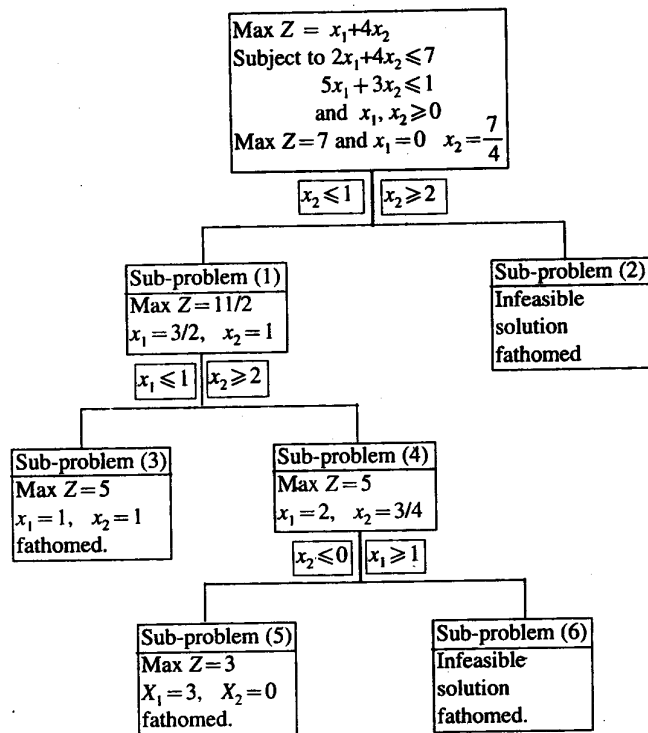 Max Z = x₁+4x₂
Subject to 2x₁+4x₂⩽7
5x₁+3x₂⩽1
and x₁, x₂⩾0
Max Z=7 and x₁=0 x₂=7/4
x₂⩽1 x₂⩾2
Sub-problem (1)
Max Z=11/2
x₁=3/2, x₂=1
Sub-problem (2)
Infeasible
solution
fathomed
x₁⩽1 x₂⩾2
Sub-problem (3)
Max Z=5
x₁=1, x₂=1
fathomed.
Sub-problem (4)
Max Z=5
x₁=2, x₂=3/4
x₂⩽0 x₁⩾1
Sub-problem (5)
Max Z=3
X₁=3, X₂=0
fathomed.
Sub-problem (6)
Infeasible
solution
fathomed.